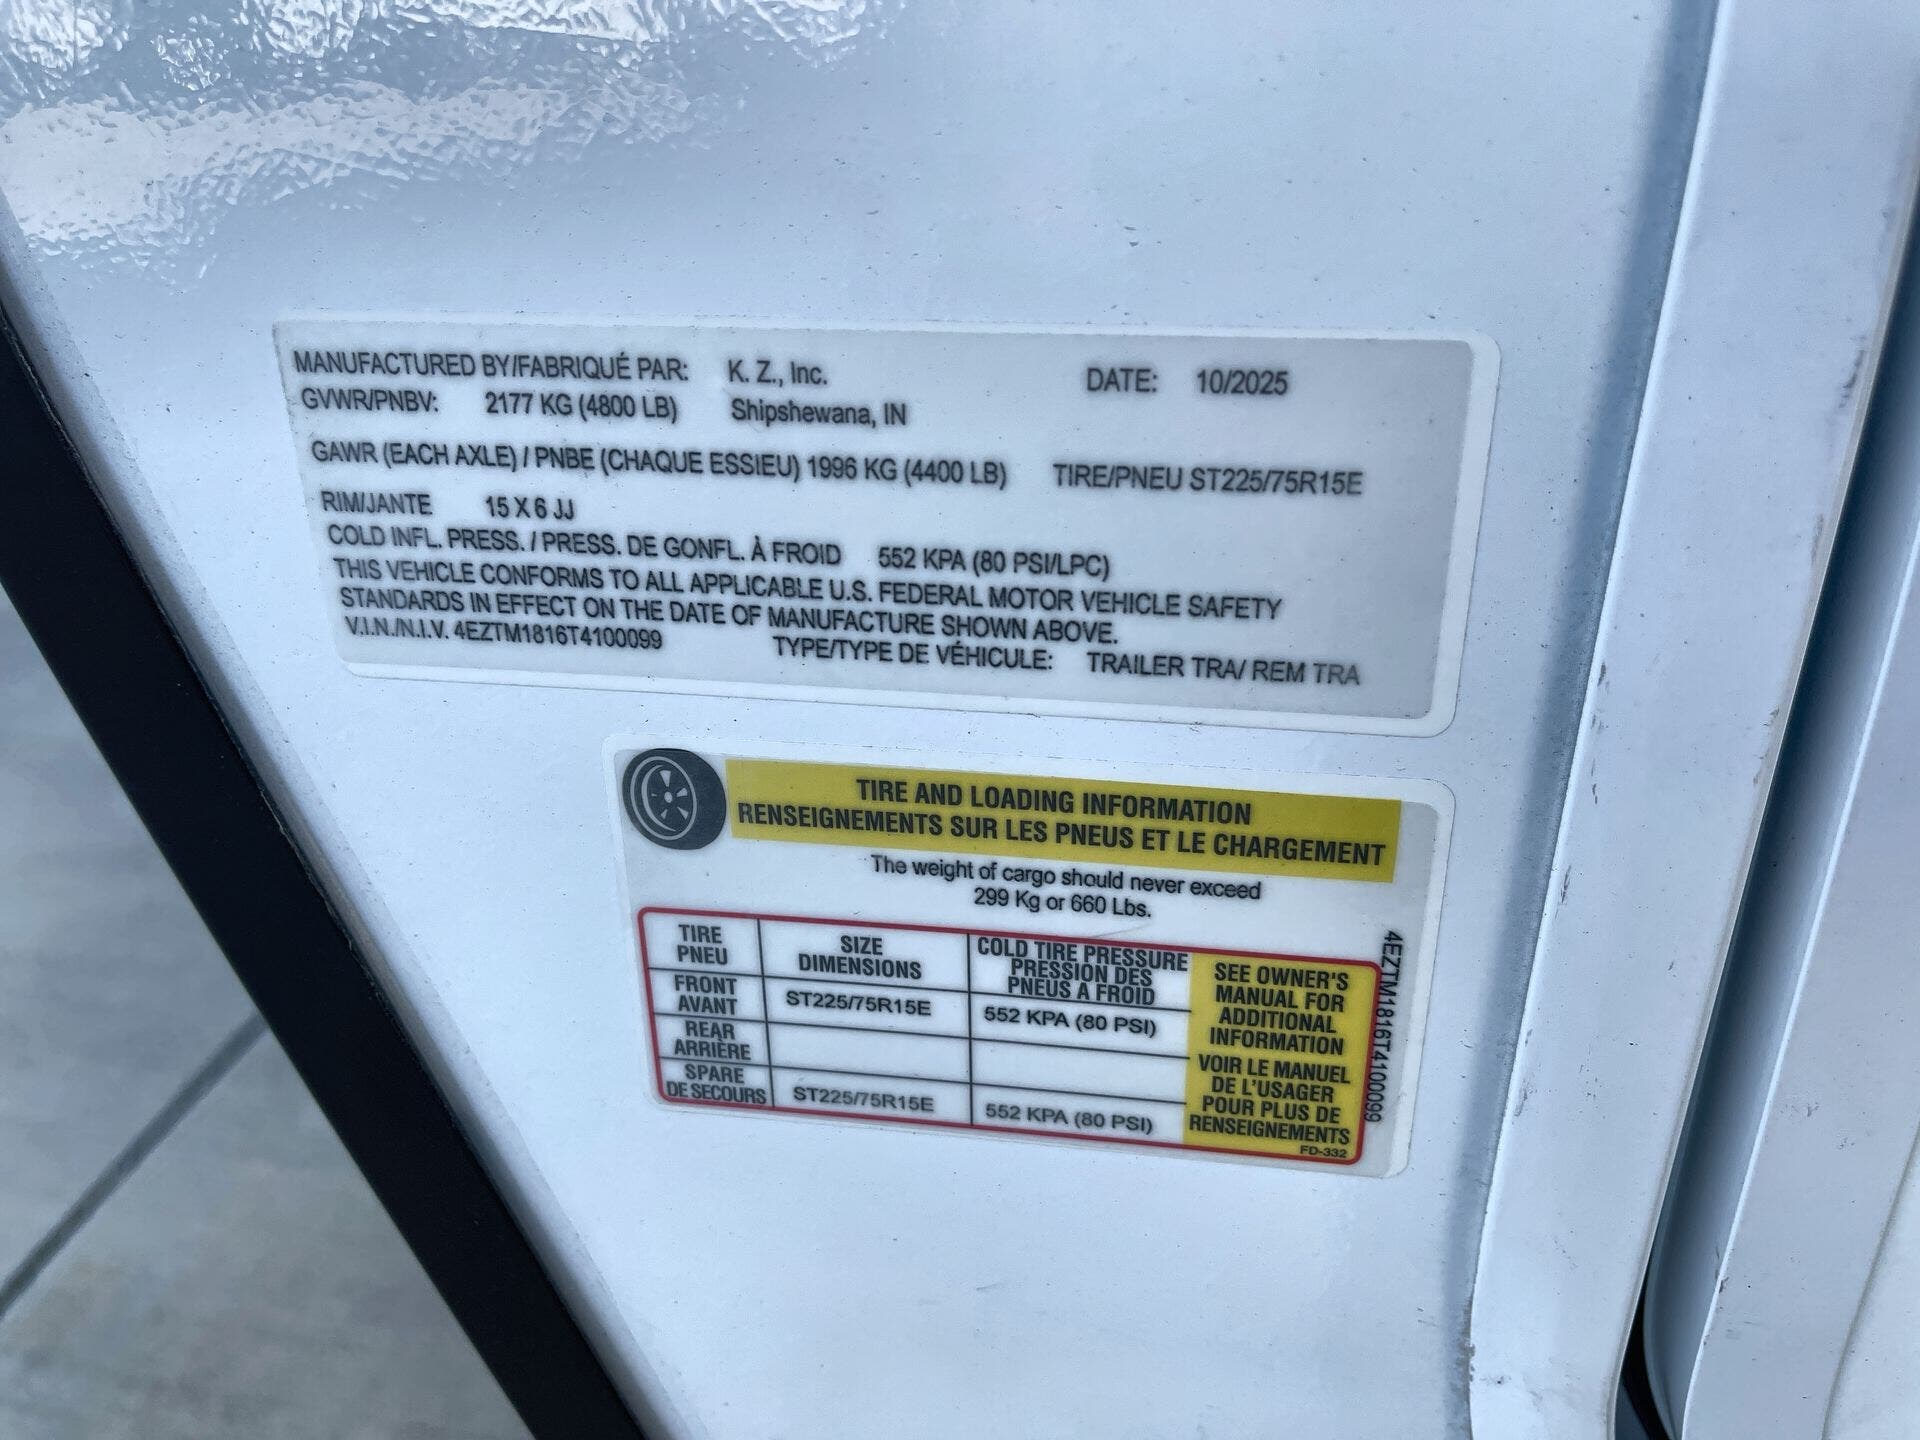 MANUFACTURED BY/FABRIQUÉ PAR: K. Z., Inc. DATE: 10/2025
GVWR/PNBV: 2177 KG (4800 LB) Shipshewana, IN
GAWR (EACH AXLE) / PNBE (CHAQUE ESSIEU) 1996 KG (4400 LB) TIRE/PNEU ST225/75R15E
RIM/JANTE 15 X 6 JJ
COLD INFL. PRESS. / PRESS. DE GONFL. À FROID 552 KPA (80 PSI/LPC)
THIS VEHICLE CONFORMS TO ALL APPLICABLE U.S. FEDERAL MOTOR VEHICLE SAFETY
STANDARDS IN EFFECT ON THE DATE OF MANUFACTURE SHOWN ABOVE.
V.I.N./N.I.V. 4EZTM1816T4100099 TYPE/TYPE DE VÉHICULE: TRAILER TRA/ REM TRA
TIRE AND LOADING INFORMATION
RENSEIGNEMENTS SUR LES PNEUS ET LE CHARGEMENT
The weight of cargo should never exceed
299 Kg or 660 Lbs.
TIRE
PNEU
SIZE
DIMENSIONS
COLD TIRE PRESSURE
PRESSION DES
PNEUS A FROID
FRONT
AVANT
ST225/75R15E
552 KPA (80 PSI)
REAR
ARRIÈRE
SPARE
DE SECOURS
ST225/75R15E
552 KPA (80 PSI)
SEE OWNER'S
MANUAL FOR
ADDITIONAL
INFORMATION
VOIR LE MANUEL
DE L'USAGER
POUR PLUS DE
RENSEIGNEMENTS
FD-332
4EZTM1816T4100099